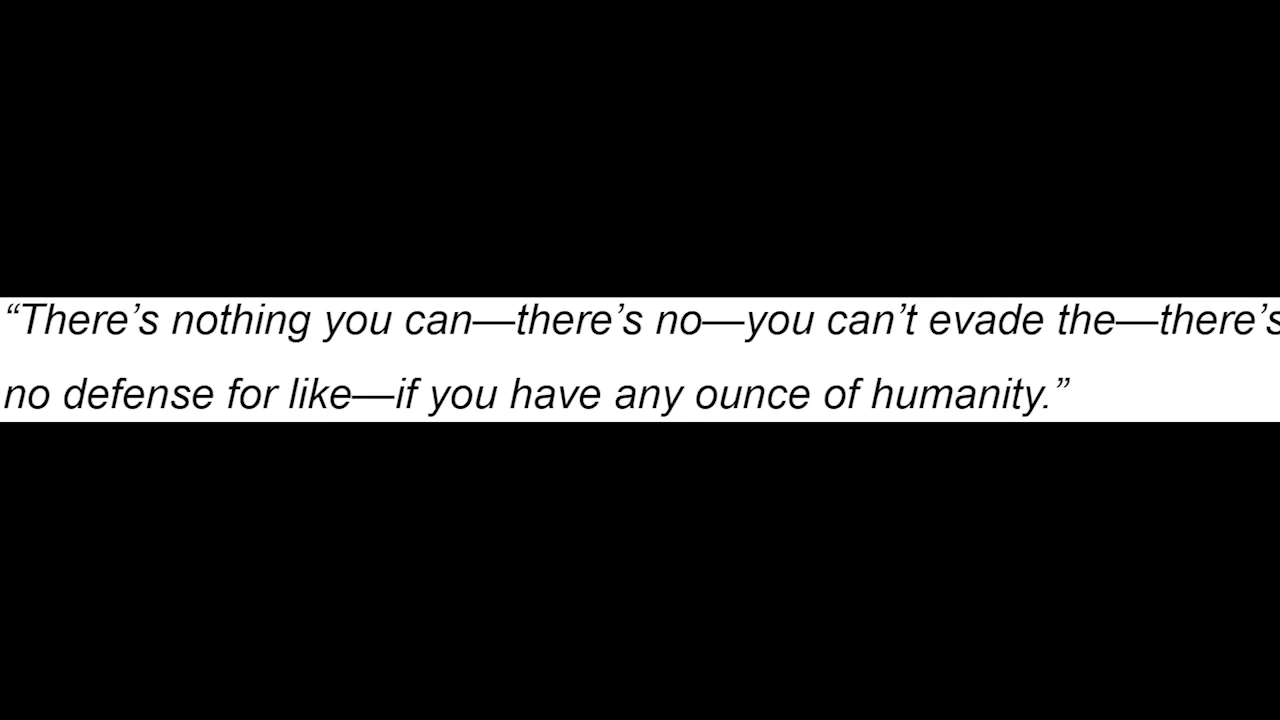 “There’s nothing you can—there’s no—you can’t evade the—there’s
no defense for like—if you have any ounce of humanity.”